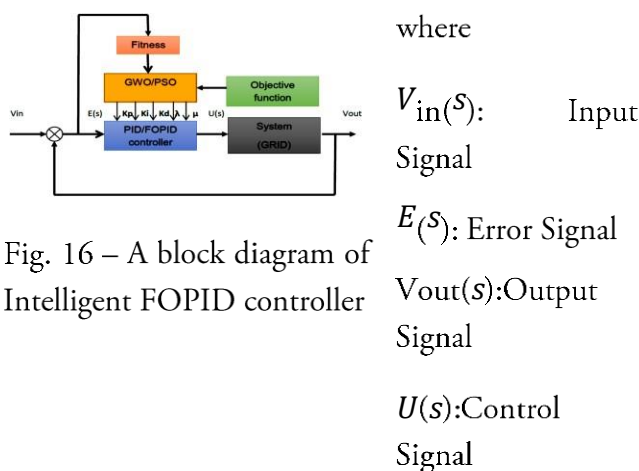 Fitness
GWO/PSO
Objective
function
Vin
E(s)
Kp
Ki
Kd
λ
μ
U(s)
Vout
PID/FOPID
controller
System
(GRID)
Fig. 16 – A block diagram of
Intelligent FOPID controller
where
Vin(s): Input
Signal
E(s): Error Signal
Vout(s):Output
Signal
U(s):Control
Signal